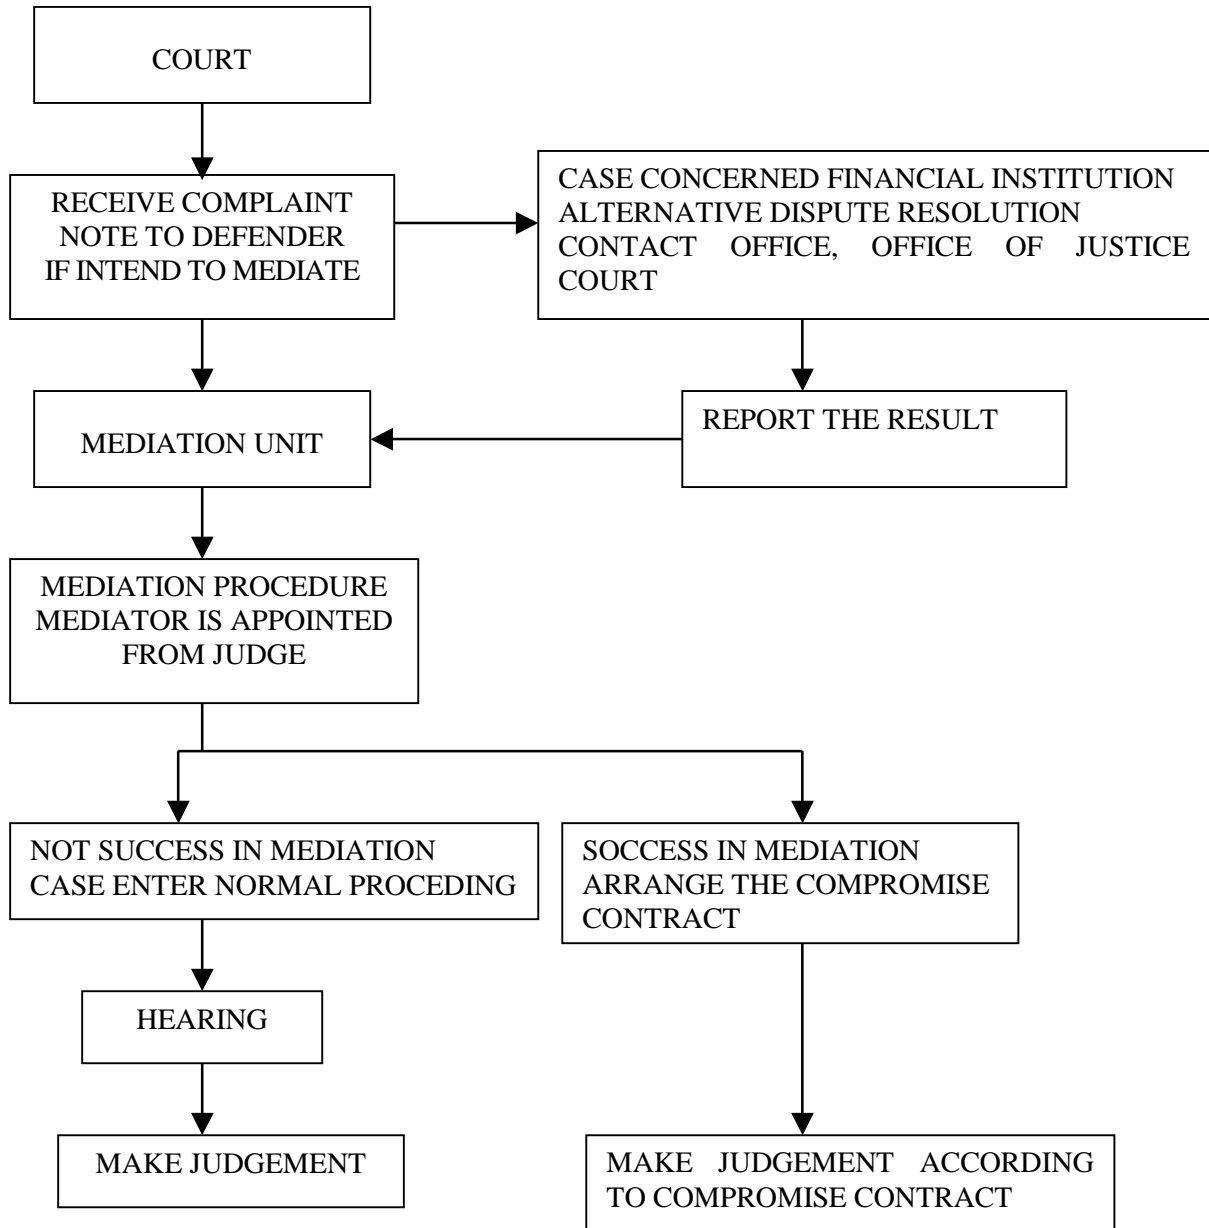 COURT
RECEIVE COMPLAINT
NOTE TO DEFENDER
IF INTEND TO MEDIATE
CASE CONCERNED FINANCIAL INSTITUTION
ALTERNATIVE DISPUTE RESOLUTION
CONTACT OFFICE, OFFICE OF JUSTICE
COURT
MEDIATION UNIT
REPORT THE RESULT
MEDIATION PROCEDURE
MEDIATOR IS APPOINTED
FROM JUDGE
NOT SUCCESS IN MEDIATION
CASE ENTER NORMAL PROCEDING
SOCCESS IN MEDIATION
ARRANGE THE COMPROMISE
CONTRACT
HEARING
MAKE JUDGEMENT
MAKE JUDGEMENT ACCORDING
TO COMPROMISE CONTRACT